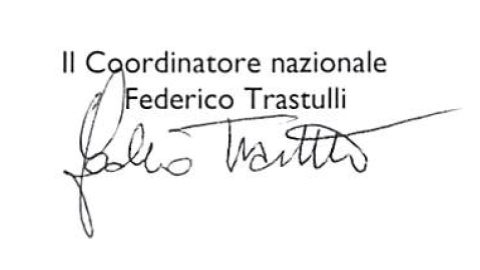 Il Coordinatore nazionale
Federico Trastulli